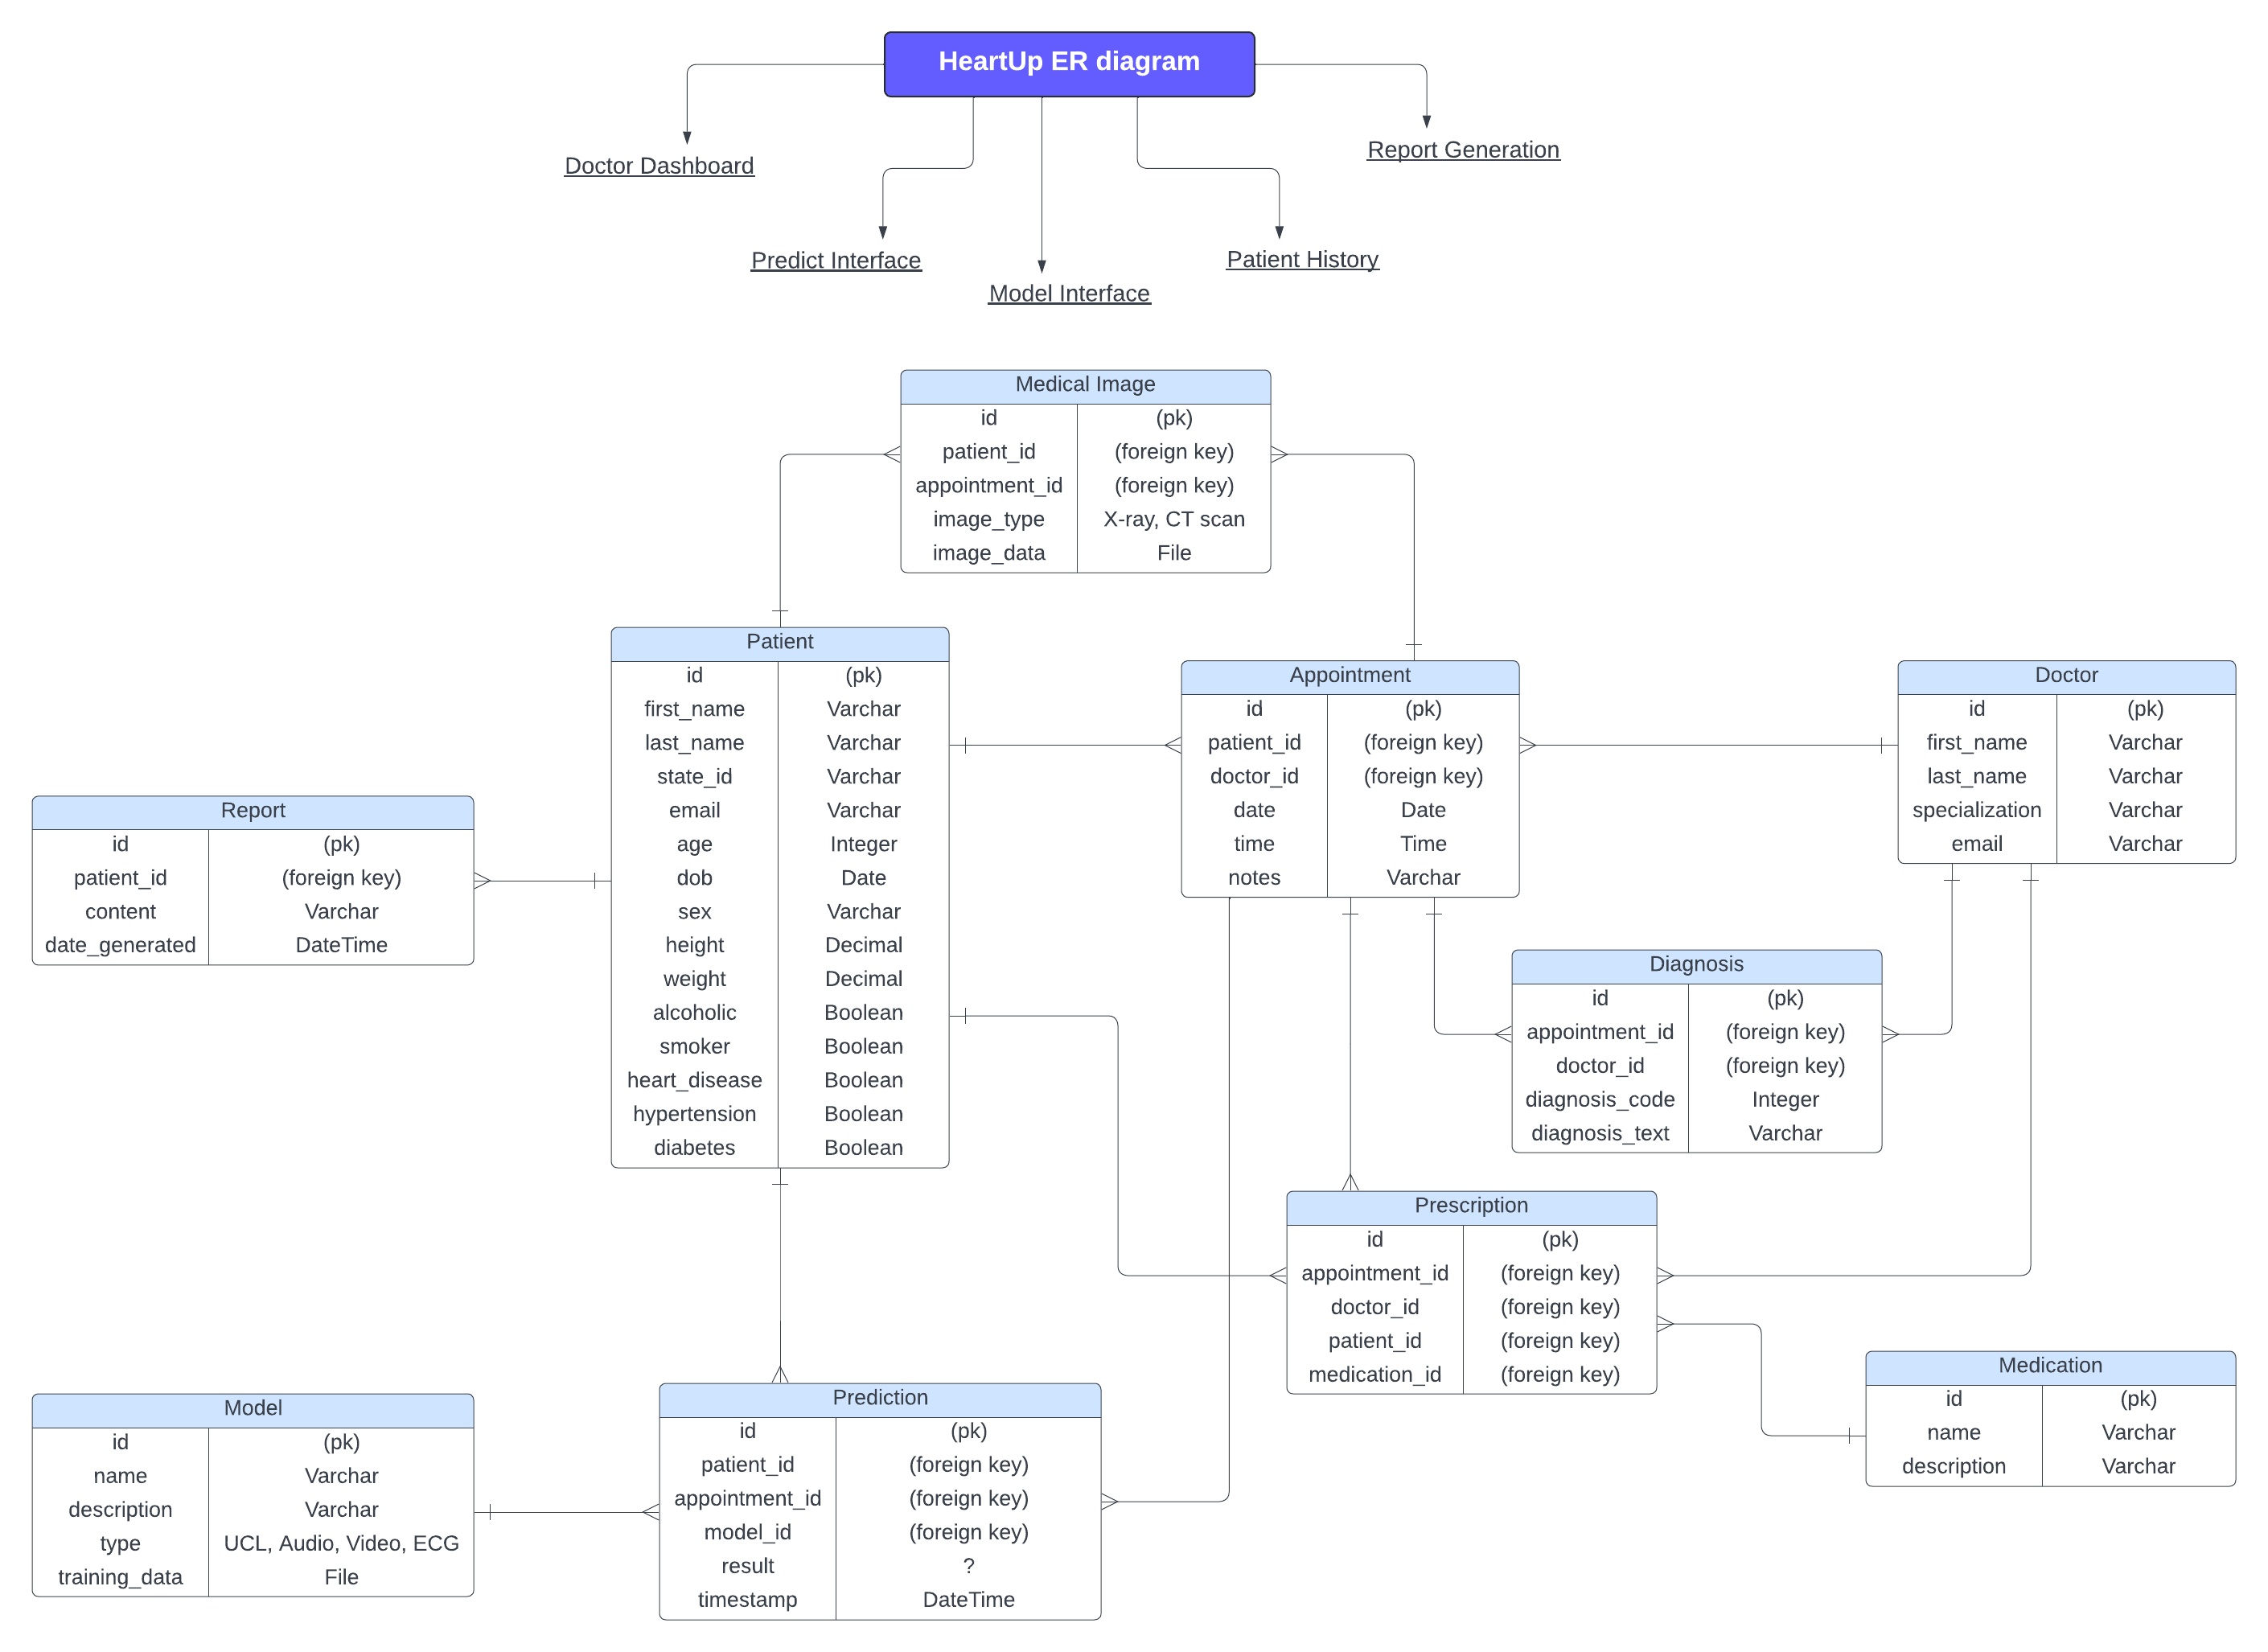 HeartUp ER diagram
Doctor Dashboard
Report Generation
Predict Interface
Patient History
Model Interface
Medical Image
id (pk)
patient_id (foreign key)
appointment_id (foreign key)
image_type X-ray, CT scan
image_data File
Patient
id (pk)
first_name Varchar
last_name Varchar
state_id Varchar
email Varchar
age Integer
dob Date
sex Varchar
height Decimal
weight Decimal
alcoholic Boolean
smoker Boolean
heart_disease Boolean
hypertension Boolean
diabetes Boolean
Appointment
id (pk)
patient_id (foreign key)
doctor_id (foreign key)
date Date
time Time
notes Varchar
Doctor
id (pk)
first_name Varchar
last_name Varchar
specialization Varchar
email Varchar
Report
id (pk)
patient_id (foreign key)
content Varchar
date_generated DateTime
Diagnosis
id (pk)
appointment_id (foreign key)
doctor_id (foreign key)
diagnosis_code Integer
diagnosis_text Varchar
Prescription
id (pk)
appointment_id (foreign key)
doctor_id (foreign key)
patient_id (foreign key)
medication_id (foreign key)
Medication
id (pk)
name Varchar
description Varchar
Model
id (pk)
name Varchar
description Varchar
type UCL, Audio, Video, ECG
training_data File
Prediction
id (pk)
patient_id (foreign key)
appointment_id (foreign key)
model_id (foreign key)
result ?
timestamp DateTime